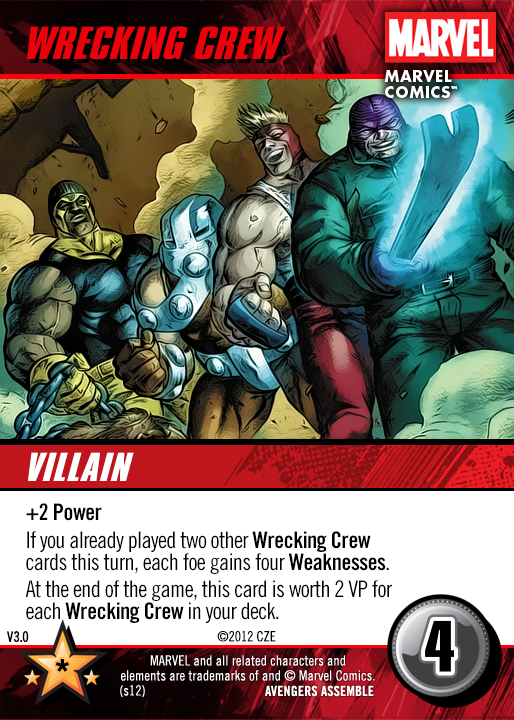 WRECKING CREW
MARVEL
MARVEL
COMICS™
VILLAIN
+2 Power
If you already played two other Wrecking Crew
cards this turn, each foe gains four Weaknesses.
At the end of the game, this card is worth 2 VP for
each Wrecking Crew in your deck.
V3.0
©2012 CZE
*
4
MARVEL and all related characters and
elements are trademarks of and © Marvel Comics.
(s12)
AVENGERS ASSEMBLE